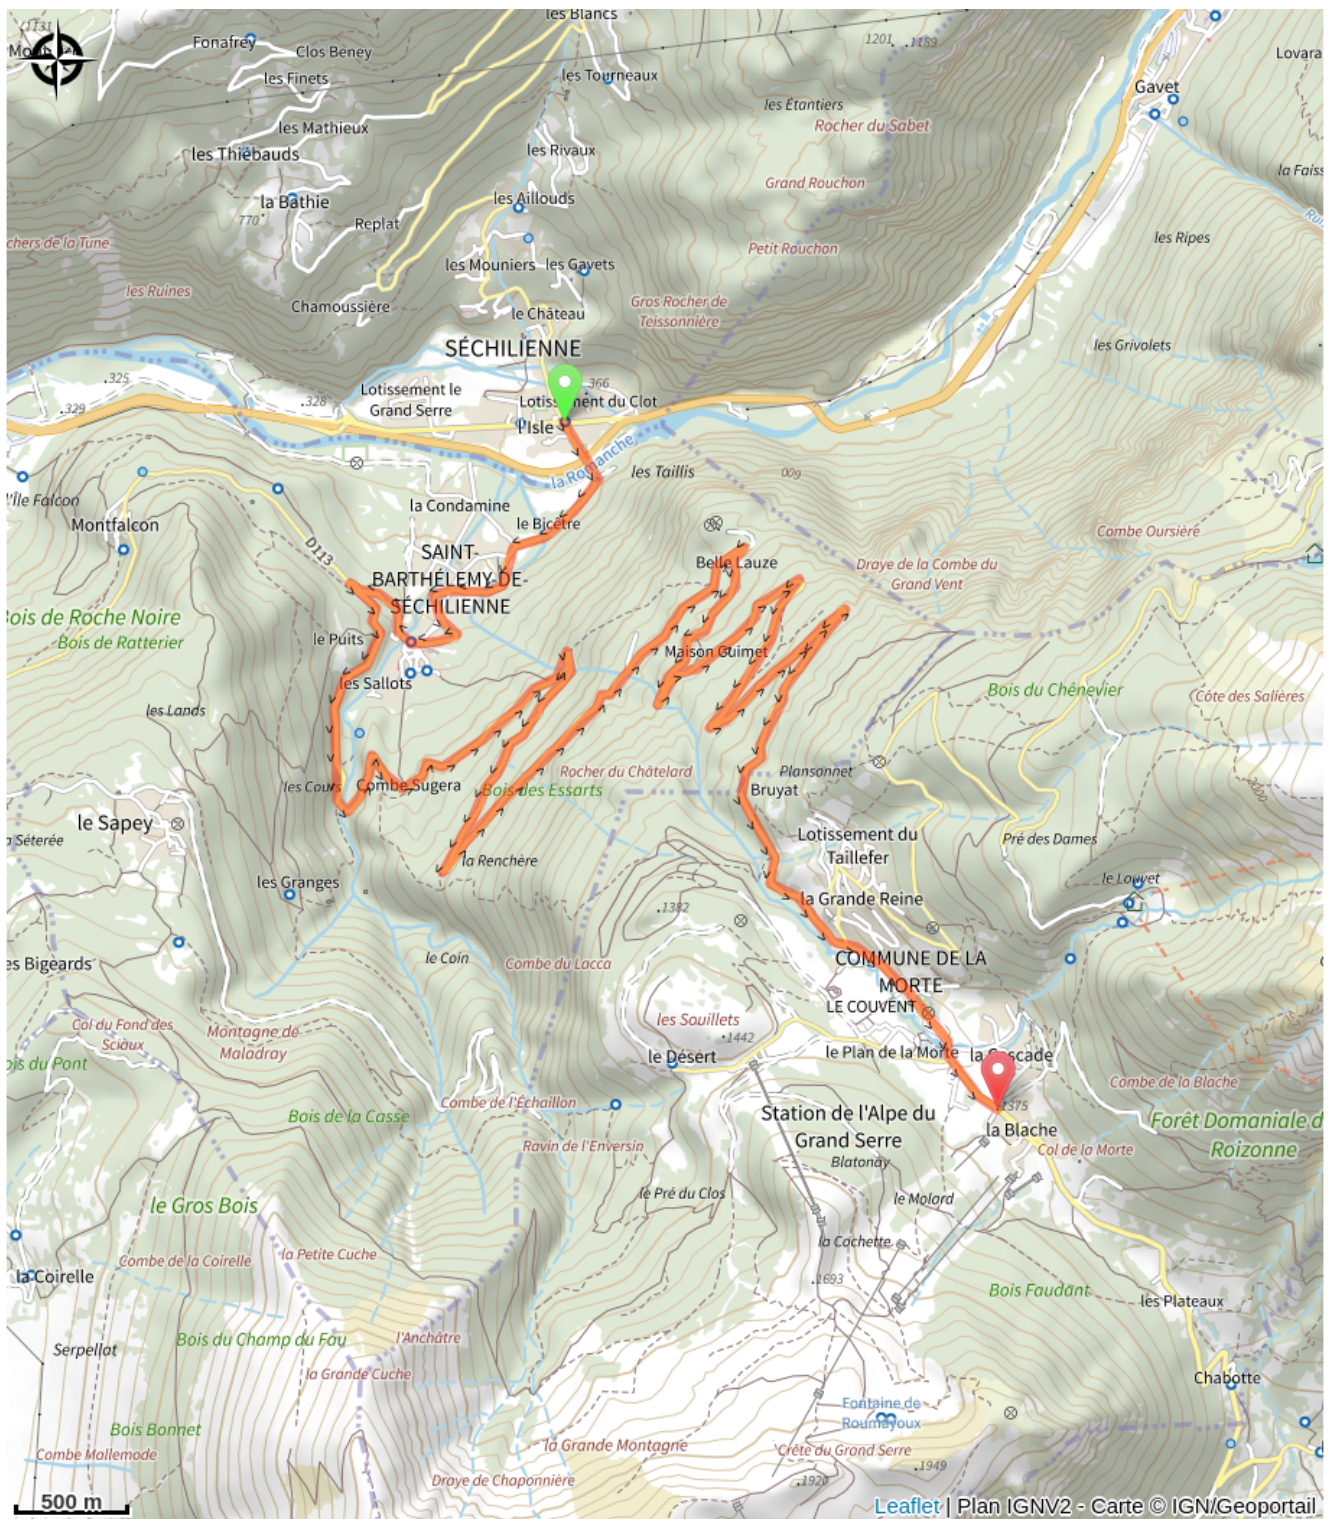 les Blancs
1131
Fonafrey
Clos Beney
1201
1189
Lovara
les Finets
les Tourneaux
Gavet
les Étantiers
les Mathieux
Rocher du Sabet
les Thiébauds
les Rivaux
la Faiss
Grand Rouchon
la Bathie
les Aillouds
770
Replat
chers de la Tune
Petit Rouchon
les Ripes
les Mouniers
les Gavets
les Ruines
Chamoussière
le Château
Gros Rocher de
Teissonnière
SÉCHILIENNE
les Grivolets
325
366
Lotissement le
Grand Serre
329
328
Lotissement du Clot
l'Isle
la Romanche
les Taillis
600
l'Île Falcon
la Condamine
Montfalcon
le Bicêtre
Combe Oursière
D113
SAINT-
BARTHÉLEMY-DE-
SÉCHILIENNE
Belle Lauze
Draye de la Combe du
Grand Vent
Bois de Roche Noire
Bois de Ratterier
le Puits
Maison Guimet
les Sallots
Bois du Chênevier
Côte des Salières
les Lands
Rocher du Châtelard
Plansonnet
les Cours
Combe Sugera
Bois des Essarts
Bruyat
2000
le Sapey
Lotissement du
Taillefer
Pré des Dames
a Séterée
la Renchère
les Granges
le Louvet
la Grande Reine
1382
es Bigeards
le Coin
Combe du Lacca
COMMUNE DE LA
MORTE
LE COUVENT
les Souillets
Col du Fond des
Sciaux
Montagne de
Maladray
1442
ois du Pont
le Désert
le Plan de la Morte
la Cascade
Combe de la Blache
Bois de la Casse
Combe de l'Échaillon
1375
Station de l'Alpe du
Grand Serre
la Blache
Forêt Domaniale d
Roizonne
Ravin de l'Enversin
Col de la Morte
Blatonay
le Gros Bois
le Pré du Clos
le Molard
la Cochette
Combe de la Coirelle
la Petite Cuche
la Coirelle
1693
Bois Faudant
les Plateaux
Serpellat
Bois du Champ du Fau
l'Anchâtre
la Grande Cuche
Chabotte
Fontaine de
Roumayoux
Bois Bonnet
Combe Mallemode
la Grande Montagne
Crête du Grand Serre
1949
Draye de Chaponnière
1920
500 m
Leaflet | Plan IGNV2 - Carte © IGN/Geoportail